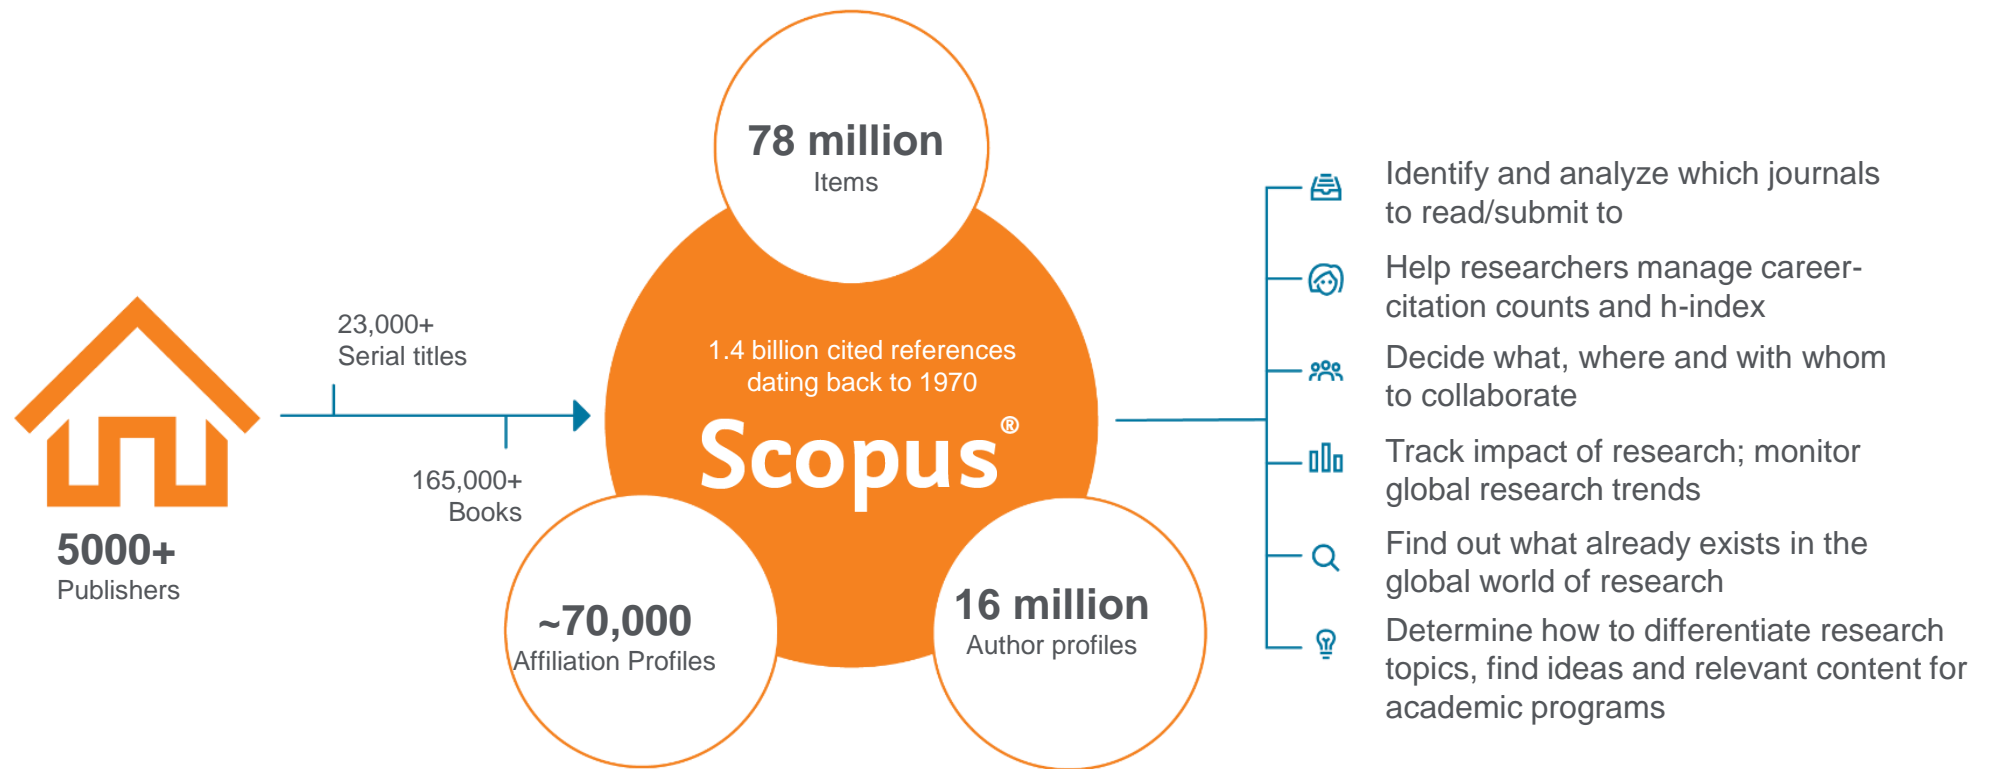 78 million
Items
23,000+
Serial titles
165,000+
Books
5000+
Publishers
1.4 billion cited references
dating back to 1970
Scopus®
~70,000
Affiliation Profiles
16 million
Author profiles
Identify and analyze which journals
to read/submit to
Help researchers manage career-
citation counts and h-index
Decide what, where and with whom
to collaborate
Track impact of research; monitor
global research trends
Find out what already exists in the
global world of research
Determine how to differentiate research
topics, find ideas and relevant content for
academic programs